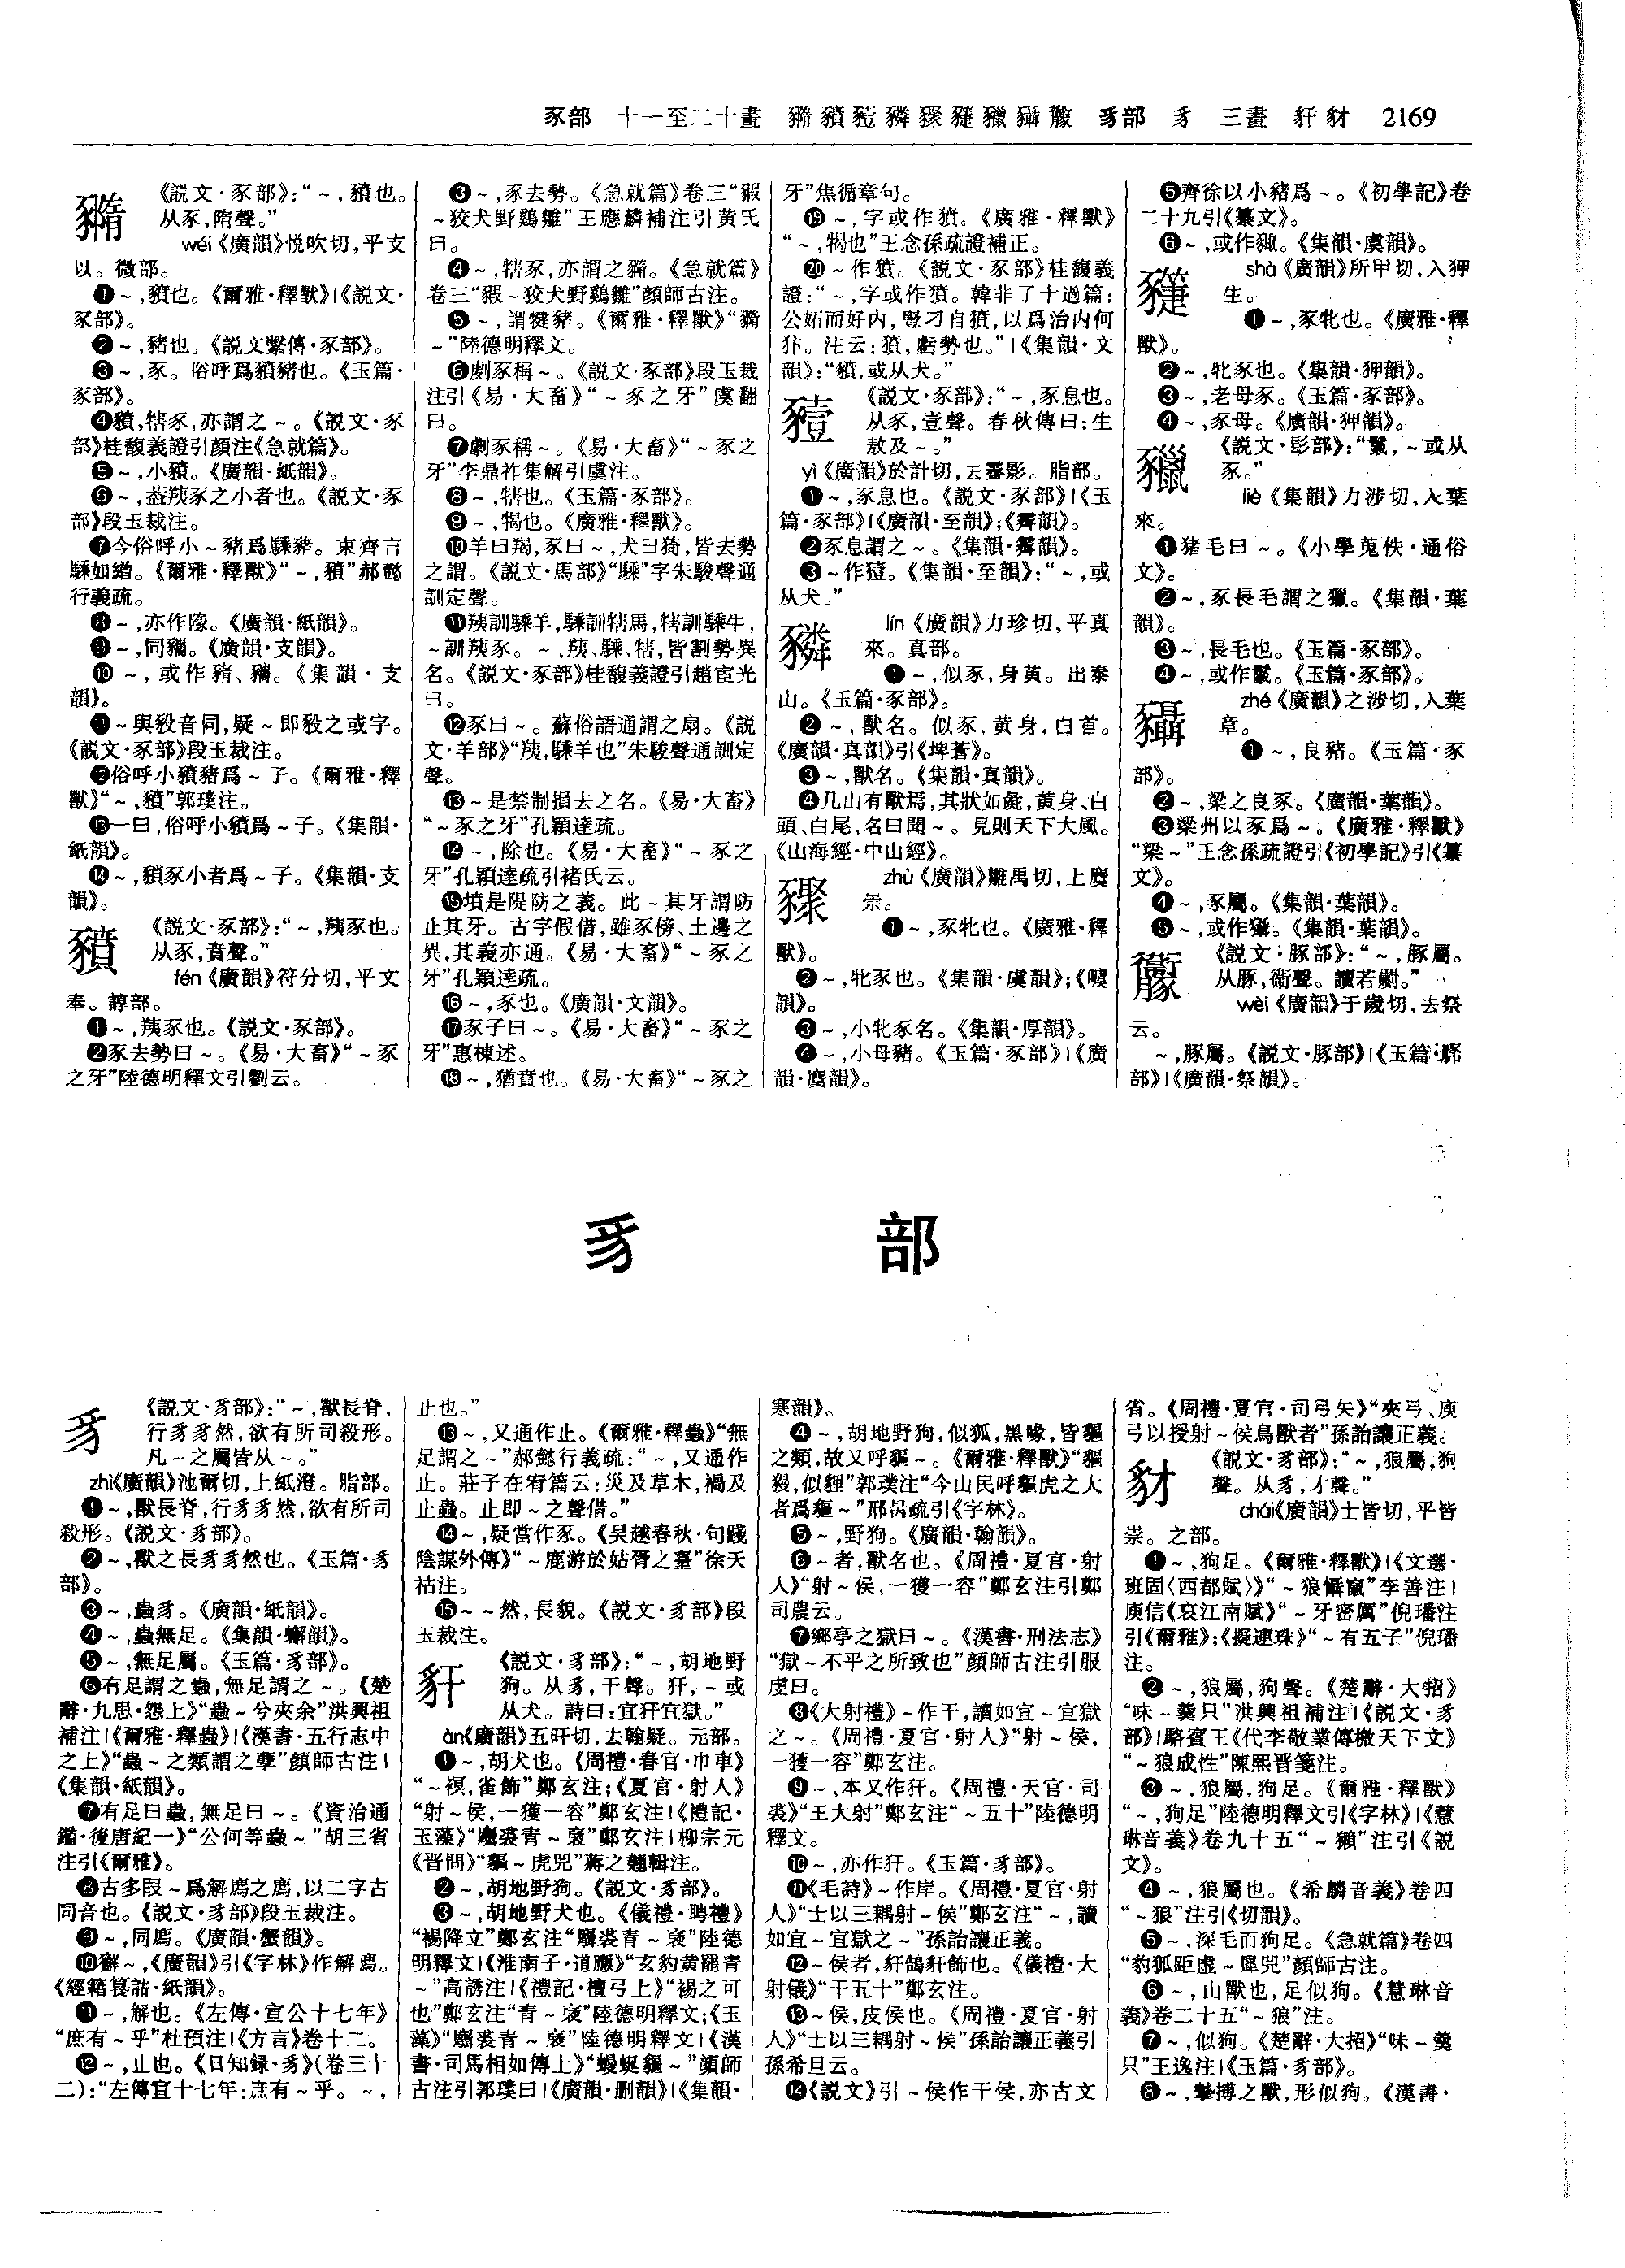 豕部 十一至二十畫 豬豶豷豩 豸部 豸 三畫 豻豺 2169
《説文·豕部》：“～，豶也。
从豕，隋聲。”
wéi《廣韻》悦吹切，平支
以。微部。
❶～，豶也。《爾雅·釋獸》|《説文·
豕部》。
❷～，豬也。《説文繫傳·豕部》。
❸～，豕。俗呼爲豶豬也。《玉篇·
豕部》。
❹豶，犗豕，亦謂之～。《説文·豕
部》桂馥義證引顔注《急就篇》。
❺～，小豶。《廣韻·紙韻》。
❻～，蓋羠豕之小者也。《説文·豕
部》段玉裁注。
❼今俗呼小～豬爲騬豬。東齊言
騬如繒。《爾雅·釋獸》“～，豶”郝懿
行義疏。
❽～，亦作䧦。《廣韻·紙韻》。
❾～，同豴。《廣韻·支韻》。
❿～，或作𧱓、豴。《集韻·支
韻》。
⓫～與豛音同，疑～即豛之或字。
《説文·豕部》段玉裁注。
⓬俗呼小豶豬爲～子。《爾雅·釋
獸》“～，豶”郭璞注。
⓭一曰，俗呼小豶爲～子。《集韻·
紙韻》。
⓮～，豶豕小者爲～子。《集韻·支
韻》。
豶
《説文·豕部》：“～，羠豕也。
从豕，賁聲。”
fén《廣韻》符分切，平文
奉。諄部。
❶～，羠豕也。《説文·豕部》。
❷豕去勢曰～。《易·大畜》“～豕
之牙”陸德明釋文引劉云。
❸～，豕去勢。《急就篇》卷三“豭
～狡犬野鷄雛”王應麟補注引黄氏
曰。
❹～，犗豕，亦謂之豴。《急就篇》
卷三“豭～狡犬野鷄雛”顔師古注。
❺～，謂犍豬。《爾雅·釋獸》“豴
～”陸德明釋文。
❻劇豕稱～。《説文·豕部》段玉裁
注引《易·大畜》“～豕之牙”虞翻
曰。
❼劇豕稱～。《易·大畜》“～豕之
牙”李鼎祚集解引虞注。
❽～，犗也。《玉篇·豕部》。
❾～，犗也。《廣雅·釋獸》。
❿羊曰羯，豕曰～，犬曰猗，皆去勢
之謂。《説文·馬部》“騬”字朱駿聲通
訓定聲。
⓫羠訓騬羊，騬訓犗馬，犗訓騬牛，
～訓羠豕。～、羠、騬、犗，皆割勢異
名。《説文·豕部》桂馥義證引趙宦光
曰。
⓬豕曰～。蘇俗語通謂之扇。《説
文·羊部》“羠，騬羊也”朱駿聲通訓定
聲。
⓭～是禁制損去之名。《易·大畜》
“～豕之牙”孔穎達疏。
⓮～，除也。《易·大畜》“～豕之
牙”孔穎達疏引褚氏云。
⓯墳是隄防之義。此～其牙謂防
止其牙。古字假借，雖豕傍、土邊之
異，其義亦通。《易·大畜》“～豕之
牙”孔穎達疏。
⓰～，豕也。《廣韻·文韻》。
⓱豕子曰～。《易·大畜》“～豕之
牙”惠棟述。
⓲～，猶賁也。《易·大畜》“～豕之
牙”焦循章句。
⓳～，字或作獖。《廣雅·釋獸》
“～，犗也”王念孫疏證補正。
⓴～作獖。《説文·豕部》桂馥義
證：“～，字或作獖。韓非子十過篇：
公妬而好内，豎刁自獖，以爲治内何
犿。注云：獖，虧勢也。”|《集韻·文
韻》：“豶，或从犬。”
豷
《説文·豕部》：“～，豕息也。
从豕，壹聲。春秋傳曰：生
敖及～。”
yì《廣韻》於計切，去霽影。脂部。
❶～，豕息也。《説文·豕部》|《玉
篇·豕部》|《廣韻·至韻》；《霽韻》。
❷豕息謂之～。《集韻·霽韻》。
❸～作㺉。《集韻·至韻》：“～，或
从犬。”
lín《廣韻》力珍切，平真
來。真部。
❶～，似豕，身黄。出泰
山。《玉篇·豕部》。
❷～，獸名。似豕，黄身，白首。
《廣韻·真韻》引《埤蒼》。
❸～，獸名。《集韻·真韻》。
❹几山有獸焉，其狀如彘，黄身、白
頭、白尾，名曰聞～。見則天下大風。
《山海經·中山經》。
zhù《廣韻》鶵禹切，上麌
崇。
❶～，豕牝也。《廣雅·釋
獸》。
❷～，牝豕也。《集韻·虞韻》；《噳
韻》。
❸～，小牝豕名。《集韻·厚韻》。
❹～，小母豬。《玉篇·豕部》|《廣
韻·麌韻》。
❺齊徐以小豬爲～。《初學記》卷
二十九引《纂文》。
❻～，或作䝒。《集韻·虞韻》。
shà《廣韻》所甲切，入狎
生。
❶～，豕牝也。《廣雅·釋
獸》。
❷～，牝豕也。《集韻·狎韻》。
❸～，老母豕。《玉篇·豕部》。
❹～，豕母。《廣韻·狎韻》。
《説文·髟部》：“鬣，～或从
豕。”
liè《集韻》力涉切，入葉
來。
❶猪毛曰～。《小學蒐佚·通俗
文》。
❷～，豕長毛謂之獵。《集韻·葉
韻》。
❸～，長毛也。《玉篇·豕部》。
❹～，或作鬣。《玉篇·豕部》。
zhé《廣韻》之涉切，入葉
章。
❶～，良豬。《玉篇·豕
部》。
❷～，梁之良豕。《廣韻·葉韻》。
❸梁州以豕爲～。《廣雅·釋獸》
“梁～”王念孫疏證引《初學記》引《纂
文》。
❹～，豕屬。《集韻·葉韻》。
❺～，或作㺗。《集韻·葉韻》。
《説文·豚部》：“～，豚屬。
从豚，衛聲。讀若罽。”
wèi《廣韻》于歲切，去祭
云。
～，豚屬。《説文·豚部》|《玉篇·豚
部》|《廣韻·祭韻》。
豸 部
豸
《説文·豸部》：“～，獸長脊，
行豸豸然，欲有所司殺形。
凡～之屬皆从～。”
zhì《廣韻》池爾切，上紙澄。脂部。
❶～，獸長脊，行豸豸然，欲有所司
殺形。《説文·豸部》。
❷～，獸之長豸豸然也。《玉篇·豸
部》。
❸～，蟲豸。《廣韻·紙韻》。
❹～，蟲無足。《集韻·蠏韻》。
❺～，無足屬。《玉篇·豸部》。
❻有足謂之蟲，無足謂之～。《楚
辭·九思·怨上》“蟲～兮夾余”洪興祖
補注|《爾雅·釋蟲》|《漢書·五行志中
之上》“蟲～之類謂之孽”顔師古注|
《集韻·紙韻》。
❼有足曰蟲，無足曰～。《資治通
鑑·後唐紀一》“公何等蟲～”胡三省
注引《爾雅》。
❽古多叚～爲解廌之廌，以二字古
同音也。《説文·豸部》段玉裁注。
❾～，同廌。《廣韻·蟹韻》。
❿獬～，《廣韻》引《字林》作解廌。
《經籍籑詁·紙韻》。
⓫～，解也。《左傳·宣公十七年》
“庶有～乎”杜預注|《方言》卷十二。
⓬～，止也。《日知録·豸》（卷三十
二）：“左傳宣十七年：庶有～乎。～，
止也。”
⓭～，又通作止。《爾雅·釋蟲》“無
足謂之～”郝懿行義疏：“～，又通作
止。莊子在宥篇云：災及草木，禍及
止蟲。止即～之聲借。”
⓮～，疑當作豕。《吴越春秋·句踐
陰謀外傳》“～鹿游於姑胥之臺”徐天
祜注。
⓯～～然，長貌。《説文·豸部》段
玉裁注。
豻
《説文·豸部》：“～，胡地野
狗。从豸，干聲。犴，～或
从犬。詩曰：宜犴宜獄。”
àn《廣韻》五旰切，去翰疑。元部。
❶～，胡犬也。《周禮·春官·巾車》
“～䙏，雀飾”鄭玄注；《夏官·射人》
“射～侯，一獲一容”鄭玄注|《禮記·
玉藻》“麛裘青～褎”鄭玄注|柳宗元
《晋問》“貙～虎兕”蔣之翹輯注。
❷～，胡地野狗。《説文·豸部》。
❸～，胡地野犬也。《儀禮·聘禮》
“裼降立”鄭玄注“麛裘青～褎”陸德
明釋文|《淮南子·道應》“玄豹黄羆青
～”高誘注|《禮記·檀弓上》“裼之可
也”鄭玄注“青～褎”陸德明釋文；《玉
藻》“麛裘青～褎”陸德明釋文|《漢
書·司馬相如傳上》“蟃蜒貙～”顔師
古注引郭璞曰|《廣韻·删韻》|《集韻·
寒韻》。
❹～，胡地野狗，似狐，黑喙，皆貙
之類，故又呼貙～。《爾雅·釋獸》“貙
獌，似貍”郭璞注“今山民呼貙虎之大
者爲貙～”邢昺疏引《字林》。
❺～，野狗。《廣韻·翰韻》。
❻～者，獸名也。《周禮·夏官·射
人》“射～侯，一獲一容”鄭玄注引鄭
司農云。
❼鄉亭之獄曰～。《漢書·刑法志》
“獄～不平之所致也”顔師古注引服
虔曰。
❽《大射禮》～作干，讀如宜～宜獄
之～。《周禮·夏官·射人》“射～侯，
一獲一容”鄭玄注。
❾～，本又作犴。《周禮·天官·司
裘》“王大射”鄭玄注“～五十”陸德明
釋文。
❿～，亦作犴。《玉篇·豸部》。
⓫《毛詩》～作岸。《周禮·夏官·射
人》“士以三耦射～侯”鄭玄注“～，讀
如宜～宜獄之～”孫詒讓正義。
⓬～侯者，豻鵠豻飾也。《儀禮·大
射儀》“干五十”鄭玄注。
⓭～侯，皮侯也。《周禮·夏官·射
人》“士以三耦射～侯”孫詒讓正義引
孫希旦云。
⓮《説文》引～侯作干侯，亦古文
省。《周禮·夏官·司弓矢》“夾弓、庾
弓以授射～侯鳥獸者”孫詒讓正義。
豺
《説文·豸部》：“～，狼屬，狗
聲。从豸，才聲。”
chái《廣韻》士皆切，平皆
崇。之部。
❶～，狗足。《爾雅·釋獸》|《文選·
班固〈西都賦〉》“～狼懾竄”李善注|
庾信《哀江南賦》“～牙密厲”倪璠注
引《爾雅》；《擬連珠》“～有五子”倪璠
注。
❷～，狼屬，狗聲。《楚辭·大招》
“味～羹只”洪興祖補注|《説文·豸
部》|駱賓王《代李敬業傳檄天下文》
“～狼成性”陳熙晋箋注。
❸～，狼屬，狗足。《爾雅·釋獸》
“～，狗足”陸德明釋文引《字林》|《慧
琳音義》卷九十五“～獺”注引《説
文》。
❹～，狼屬也。《希麟音義》卷四
“～狼”注引《切韻》。
❺～，深毛而狗足。《急就篇》卷四
“豹狐距虚～犀兕”顔師古注。
❻～，山獸也，足似狗。《慧琳音
義》卷二十五“～狼”注。
❼～，似狗。《楚辭·大招》“味～羹
只”王逸注|《玉篇·豸部》。
❽～，摯搏之獸，形似狗。《漢書·